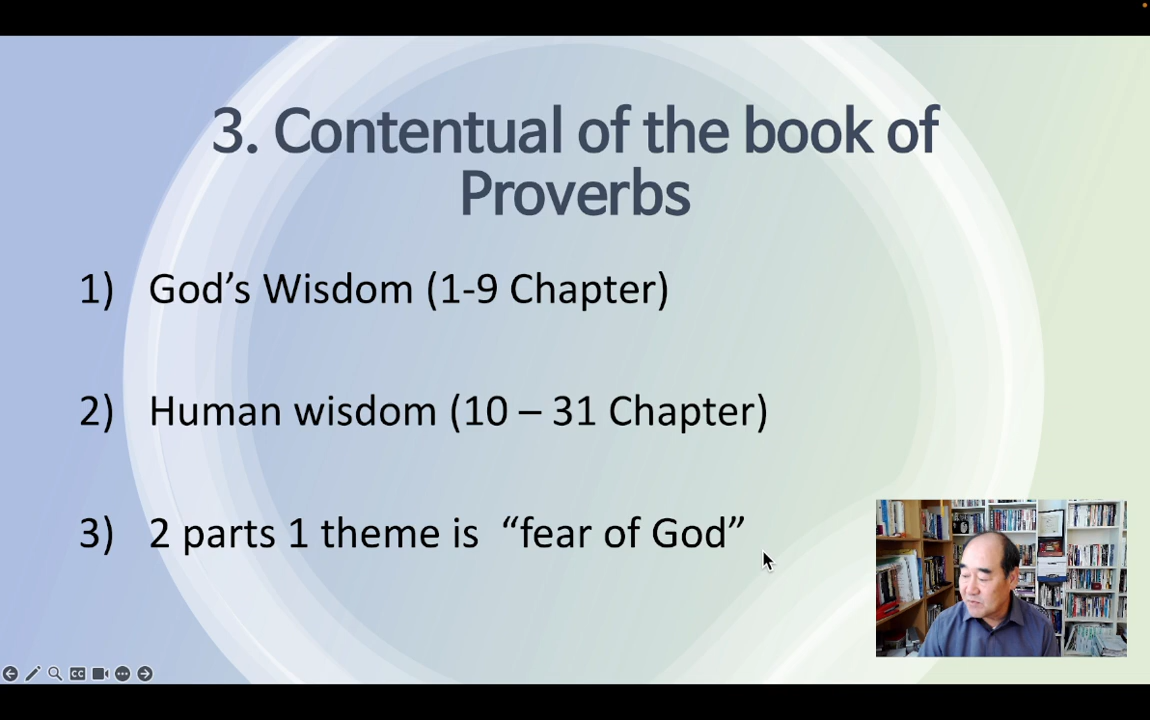 3. Contentual of the book of
Proverbs
1) God’s Wisdom (1-9 Chapter)
2) Human wisdom (10 – 31 Chapter)
3) 2 parts 1 theme is “fear of God”
CC